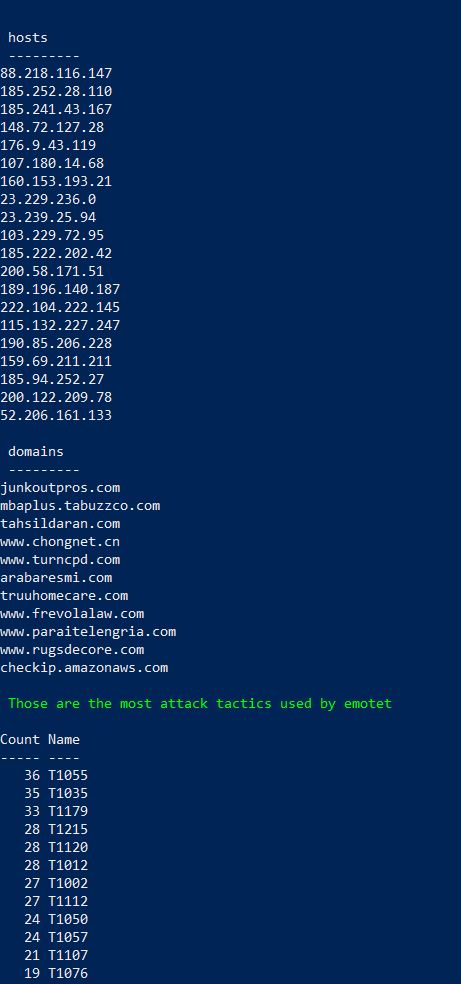 hosts
---------
88.218.116.147
185.252.28.110
185.241.43.167
148.72.127.28
176.9.43.119
107.180.14.68
160.153.193.21
23.229.236.0
23.239.25.94
103.229.72.95
185.222.202.42
200.58.171.51
189.196.140.187
222.104.222.145
115.132.227.247
190.85.206.228
159.69.211.211
185.94.252.27
200.122.209.78
52.206.161.133
domains
---------
junkoutpros.com
mbaplus.tabuzzco.com
tahsildaran.com
www.chongnet.cn
www.turncpd.com
arabaresmi.com
truuhomecare.com
www.frevolalaw.com
www.paraitelengria.com
www.rugsdecore.com
checkip.amazonaws.com
Those are the most attack tactics used by emotet
Count Name
----- ----
36 T1055
35 T1035
33 T1179
28 T1215
28 T1120
28 T1012
27 T1002
27 T1112
24 T1050
24 T1057
21 T1107
19 T1076